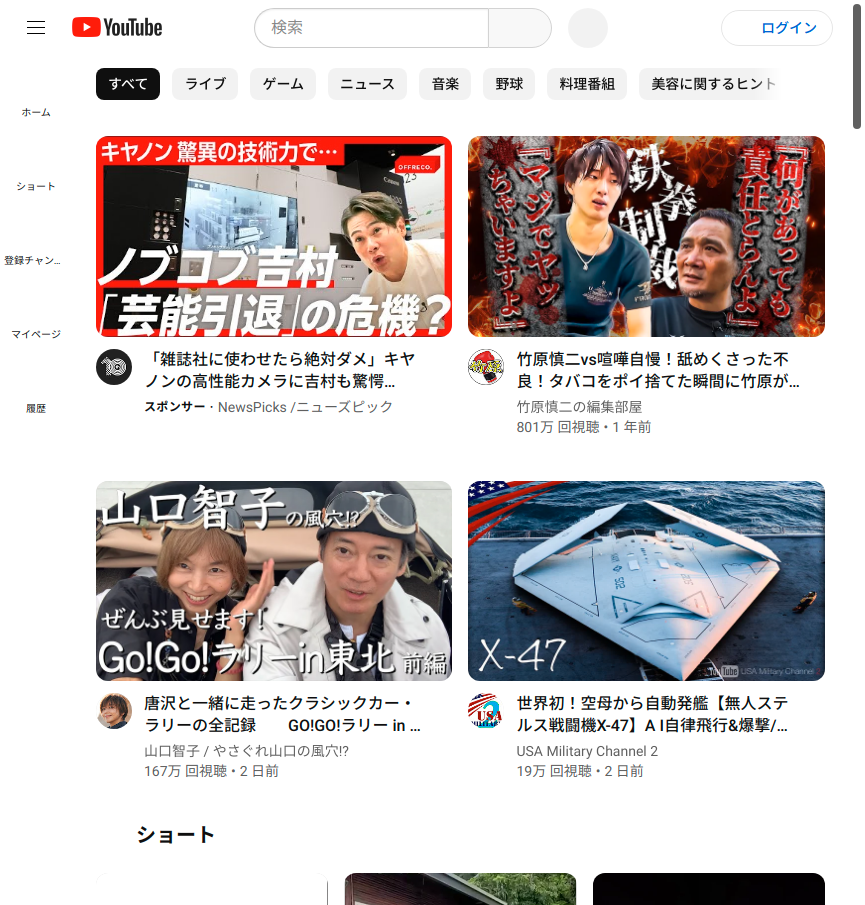 YouTube
検索
ログイン
すべて
ライブ
ゲーム
ニュース
音楽
野球
料理番組
美容に関するヒント
ホーム
ショート
登録チャン…
マイページ
履歴
キヤノン 驚異の技術力で…
OFFRECO.
Canon
ノブコブ吉村
「芸能引退」の危機？
「雑誌社に使わせたら絶対ダメ」キヤ
ノンの高性能カメラに吉村も驚愕…
スポンサー · NewsPicks /ニューズピック
『何があっても
責任とらんよ』
鉄拳
制裁
『マジでヤッ
ちゃいますよ』
竹原慎二vs喧嘩自慢！舐めくさった不
良！タバコをポイ捨てた瞬間に竹原が…
竹原慎二の編集部屋
801万 回視聴 • 1 年前
山口智子の風穴!?
ぜんぶ見せます！
Go!Go!ラリーin東北 前編
唐沢と一緒に走ったクラシックカー・
ラリーの全記録　　GO!GO!ラリー in …
山口智子 / やさぐれ山口の風穴!?
167万 回視聴 • 2 日前
X-47
YouTube USA Military Channel
世界初！空母から自動発艦【無人ステ
ルス戦闘機X-47】A I自律飛行&爆撃/…
USA Military Channel 2
19万 回視聴 • 2 日前
ショート